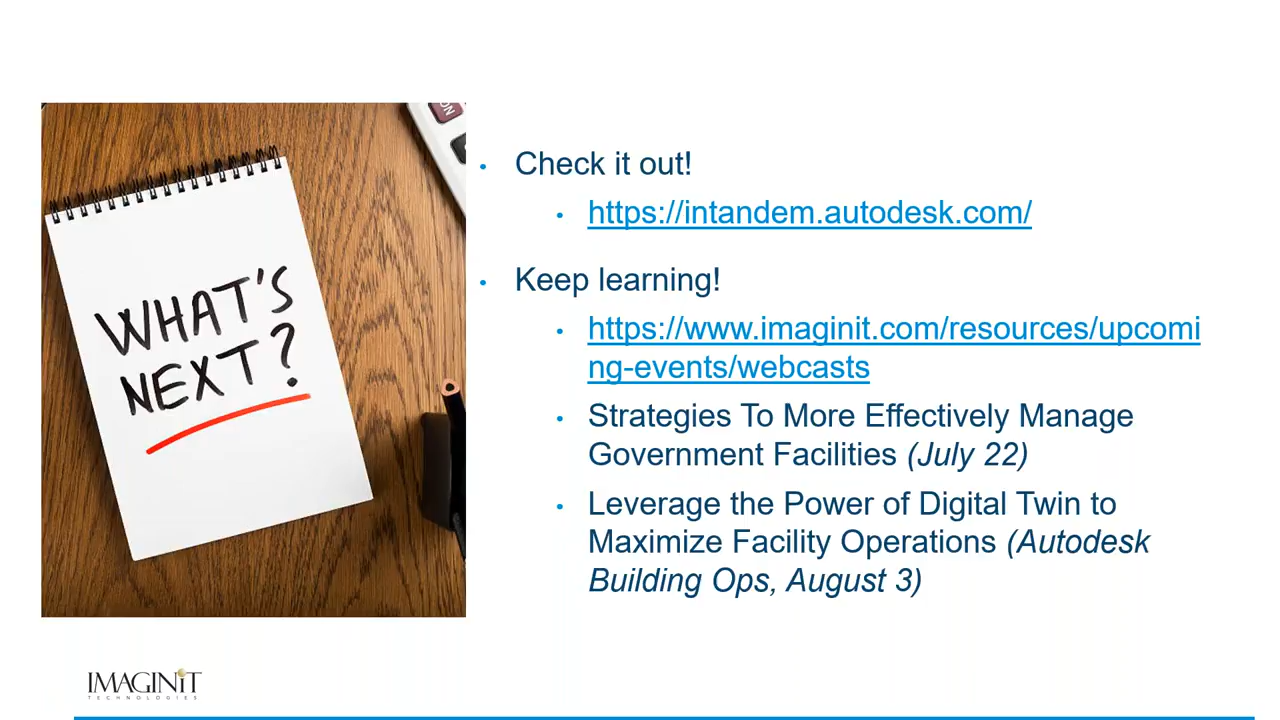 ON
WHAT'S
NEXT?
Check it out!
https://intandem.autodesk.com/
Keep learning!
https://www.imaginit.com/resources/upcomi
ng-events/webcasts
Strategies To More Effectively Manage
Government Facilities (July 22)
Leverage the Power of Digital Twin to
Maximize Facility Operations (Autodesk
Building Ops, August 3)
IMAGINiT
TECHNOLOGIES